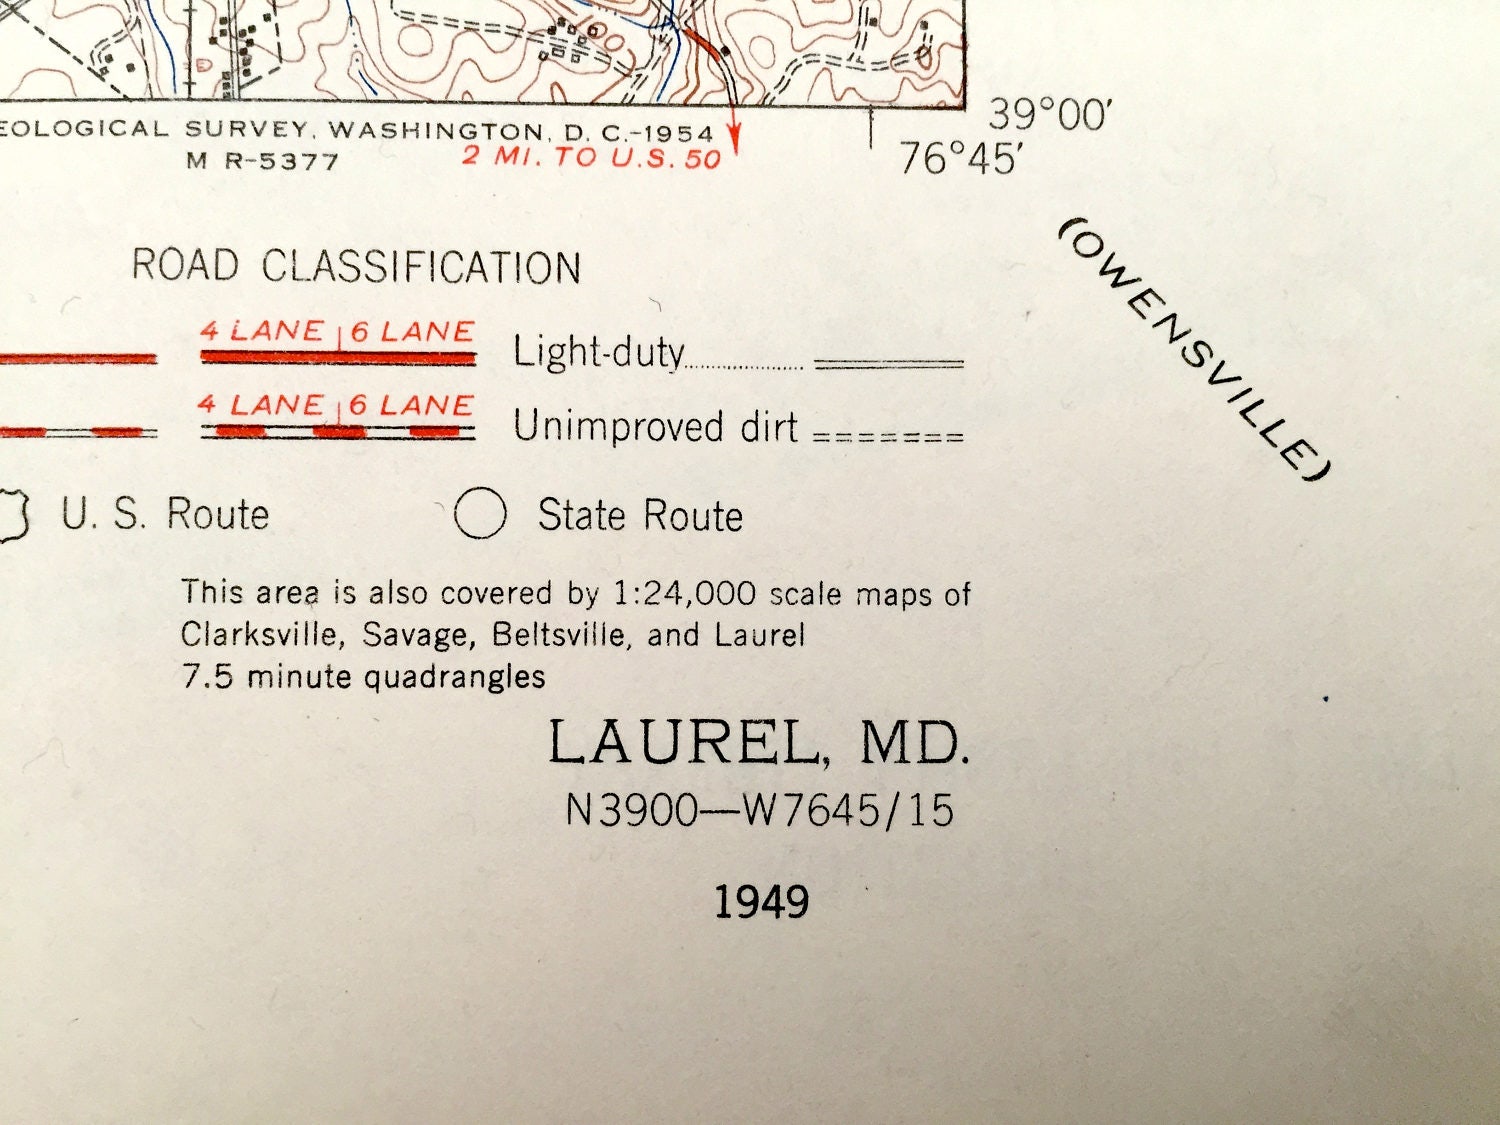 100
39°00′
EOLOGICAL SURVEY, WASHINGTON, D. C.-1954
M R-5377
2 MI. TO U.S. 50
76°45′
(OWENSVILLE)
ROAD CLASSIFICATION
4 LANE 6 LANE
Light-duty
4 LANE 6 LANE
Unimproved dirt
U. S. Route
State Route
This area is also covered by 1:24,000 scale maps of
Clarksville, Savage, Beltsville, and Laurel
7.5 minute quadrangles
LAUREL, MD.
N3900—W7645/15
1949